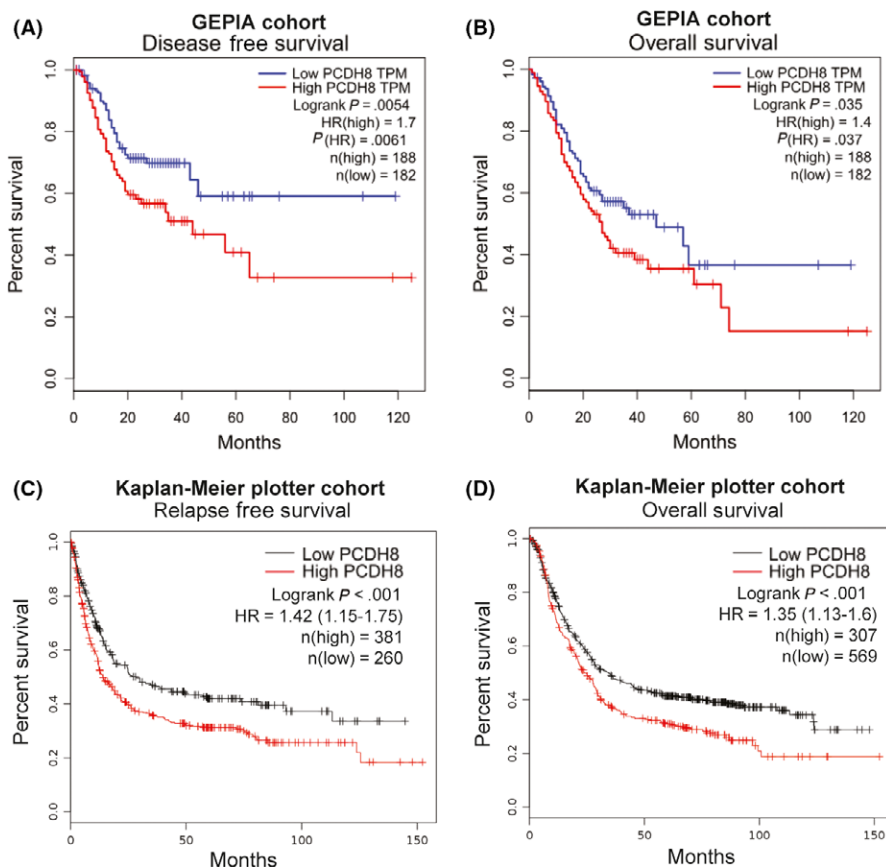 (A)
GEPIA cohort
Disease free survival
Low PCDH8 TPM
High PCDH8 TPM
Logrank P = .0054
HR(high) = 1.7
P(HR) = .0061
n(high) = 188
n(low) = 182
Percent survival
1.0
0.8
0.6
0.4
0.2
0.0
0 20 40 60 80 100 120
Months
(B)
GEPIA cohort
Overall survival
Low PCDH8 TPM
High PCDH8 TPM
Logrank P = .035
HR(high) = 1.4
P(HR) = .037
n(high) = 188
n(low) = 182
Percent survival
1.0
0.8
0.6
0.4
0.2
0.0
0 20 40 60 80 100 120
Months
(C)
Kaplan-Meier plotter cohort
Relapse free survival
Low PCDH8
High PCDH8
Logrank P < .001
HR = 1.42 (1.15-1.75)
n(high) = 381
n(low) = 260
Percent survival
1.0
0.8
0.6
0.4
0.2
0.0
0 50 100 150
Months
(D)
Kaplan-Meier plotter cohort
Overall survival
Low PCDH8
High PCDH8
Logrank P < .001
HR = 1.35 (1.13-1.6)
n(high) = 307
n(low) = 569
Percent survival
1.0
0.8
0.6
0.4
0.2
0.0
0 50 100 150
Months